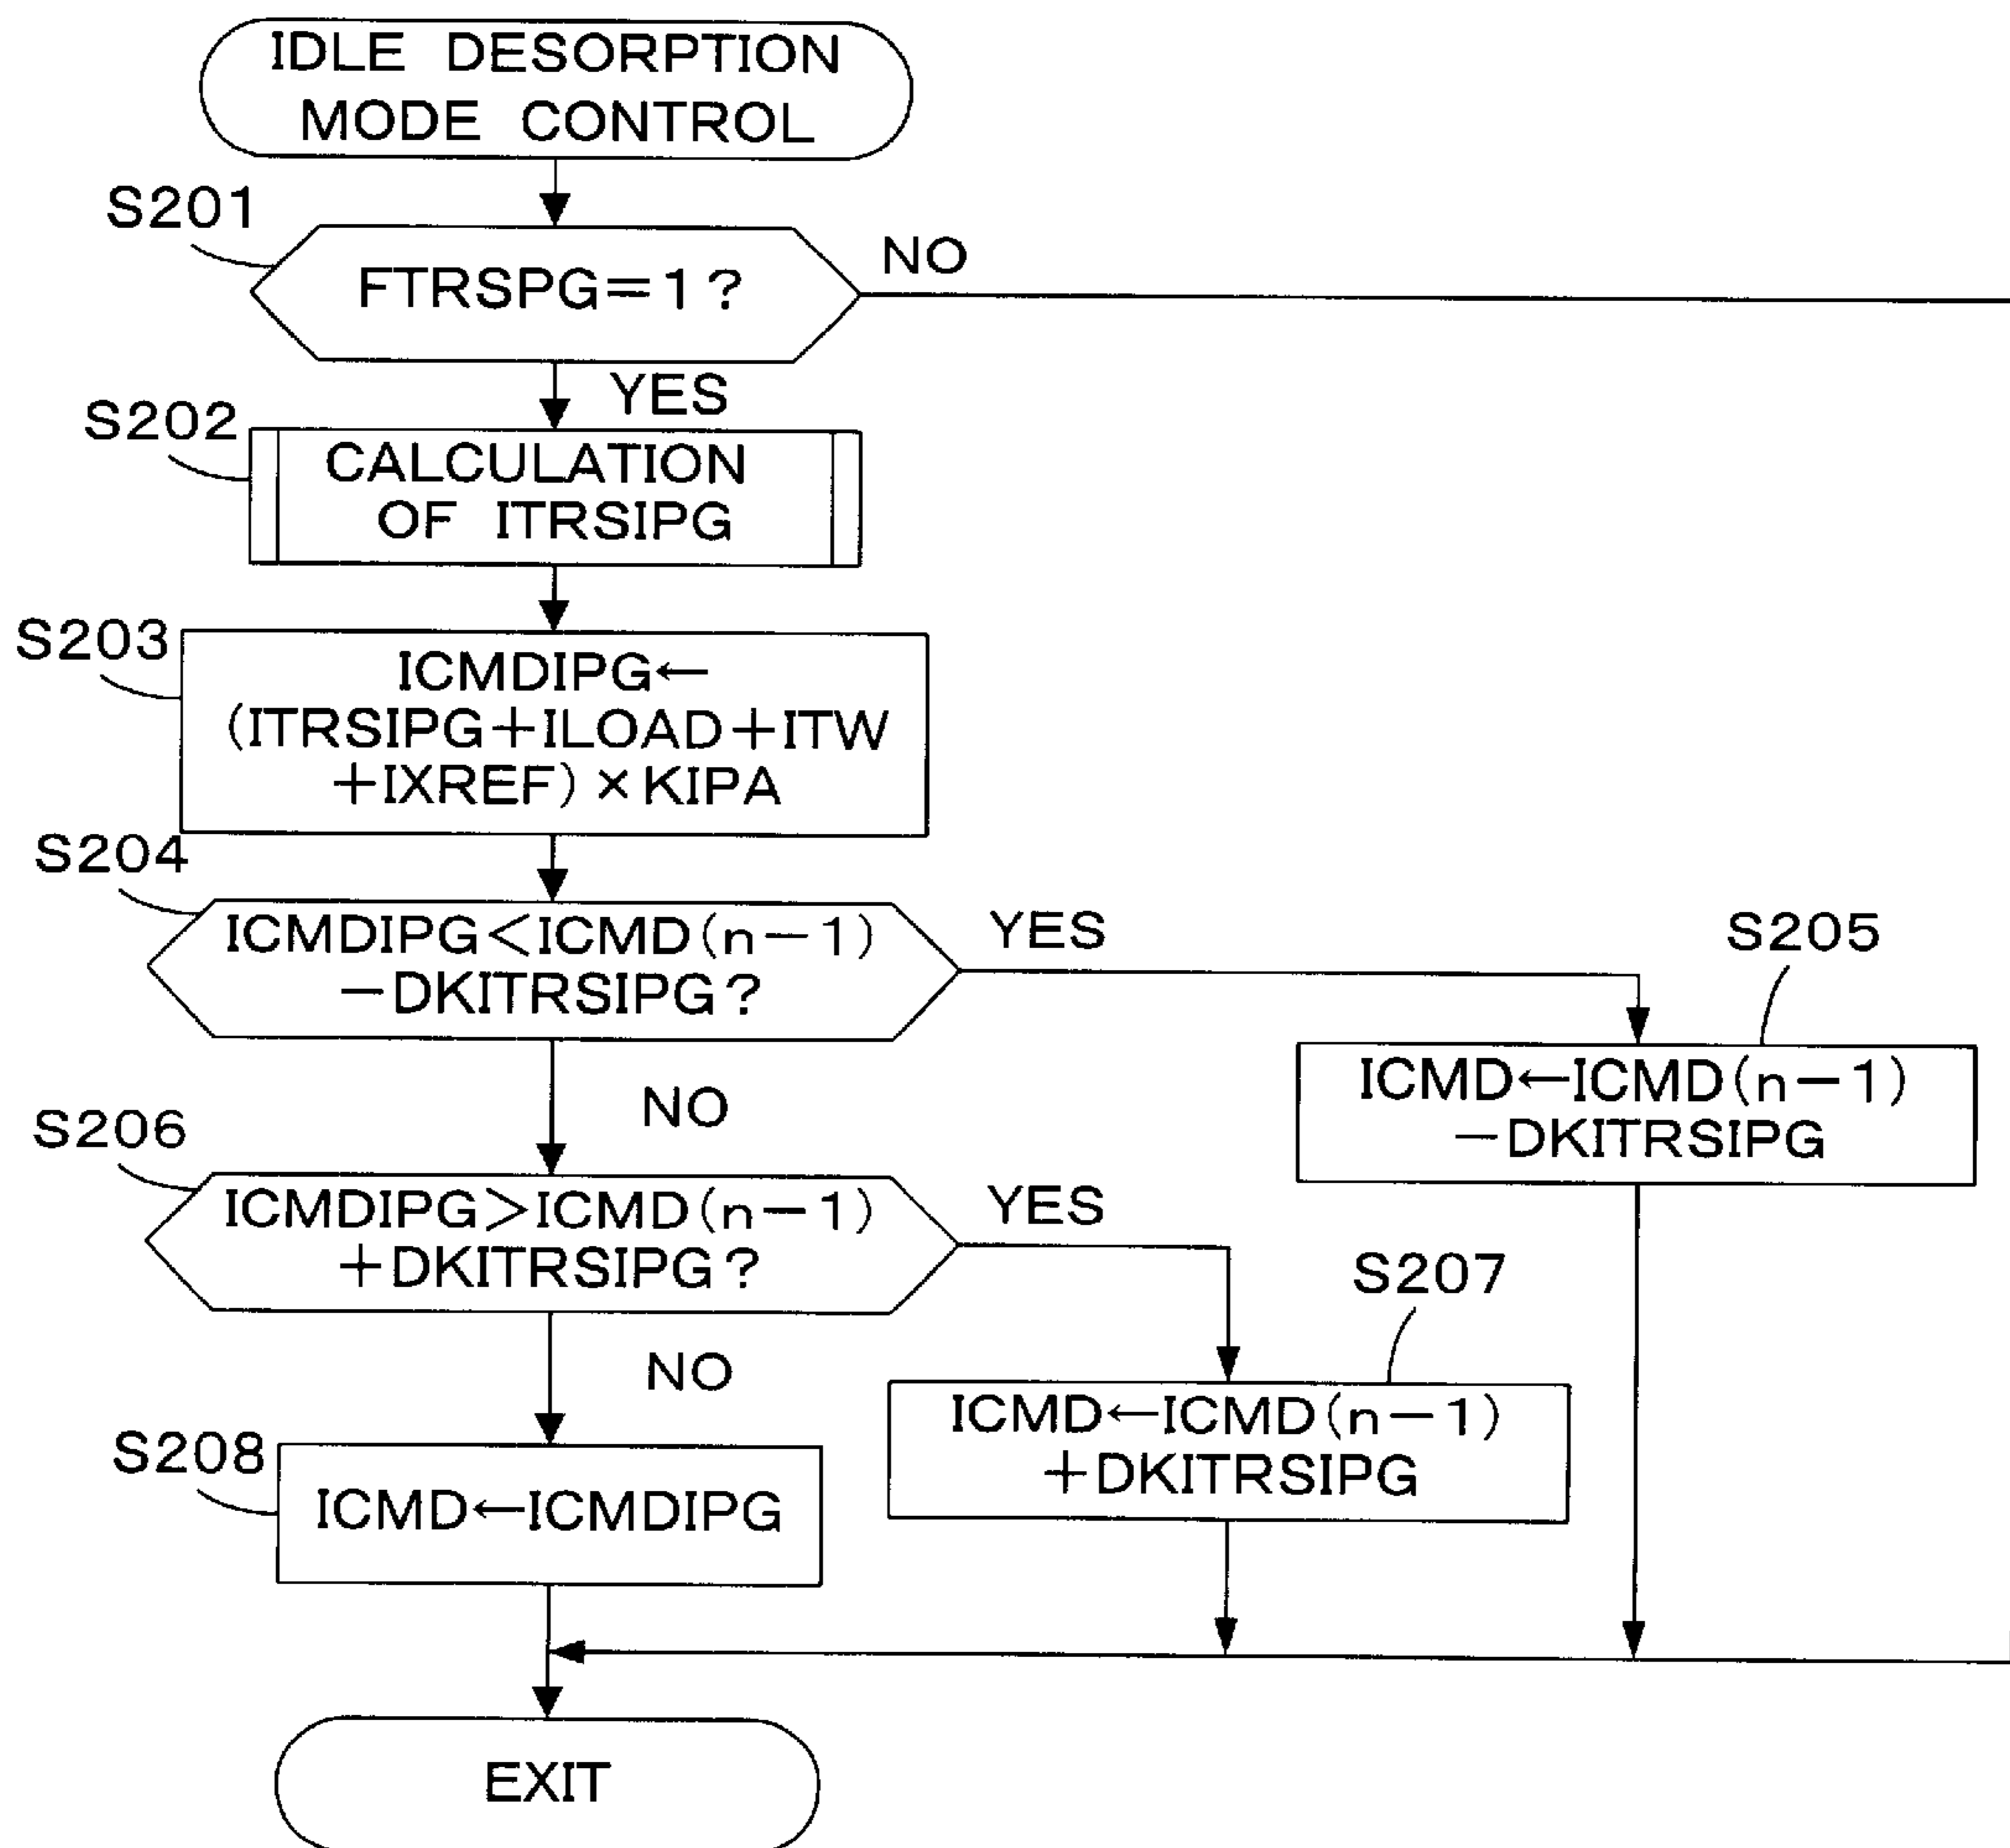 IDLE DESORPTION
MODE CONTROL
S201
FTRSPG=1?
NO
YES
S202
CALCULATION
OF ITRSIPG
S203
ICMDIPG←
(ITRSIPG+ILOAD+ITW
+IXREF)×KIPA
S204
ICMDIPG<ICMD(n-1)
-DKITRSIPG?
YES
S205
ICMD←ICMD(n-1)
-DKITRSIPG
NO
S206
ICMDIPG>ICMD(n-1)
+DKITRSIPG?
YES
S207
ICMD←ICMD(n-1)
+DKITRSIPG
NO
S208
ICMD←ICMDIPG
EXIT